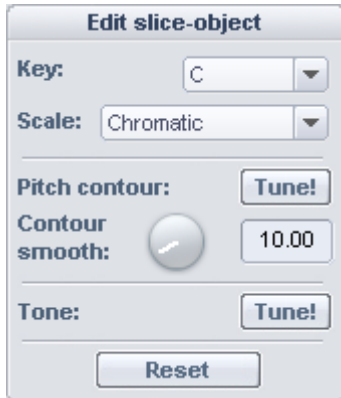 Edit slice-object
Key: C
Scale: Chromatic
Pitch contour: Tune!
Contour
smooth: 10.00
Tone: Tune!
Reset